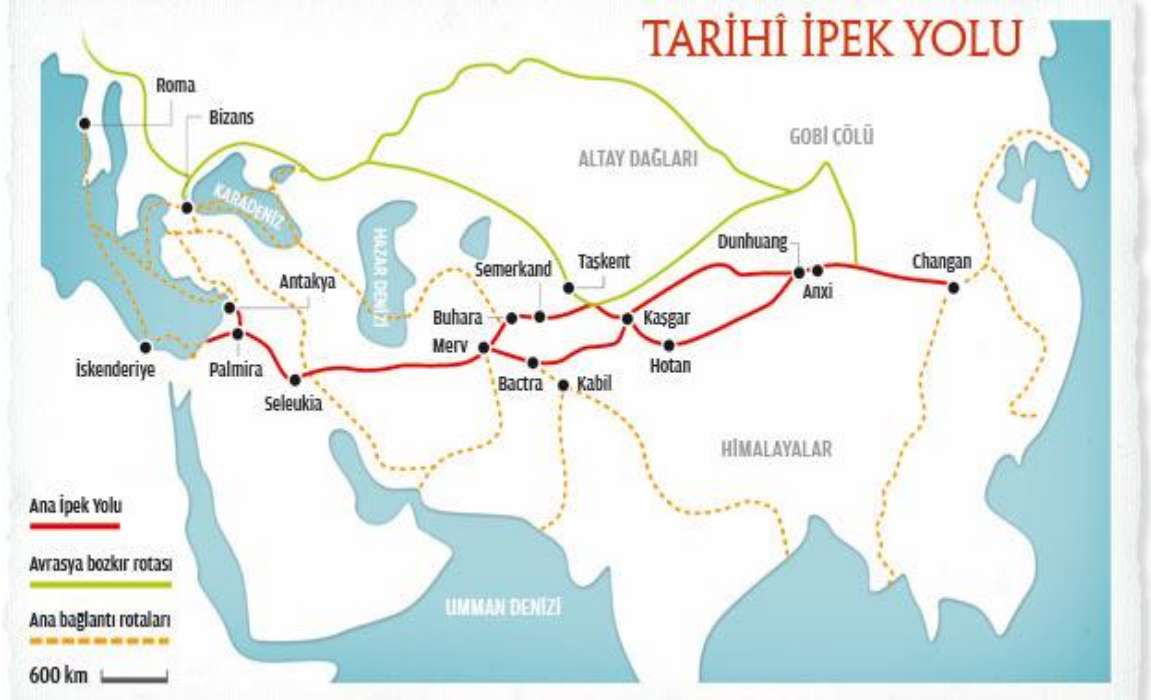 TARİHÎ İPEK YOLU
Roma
Bizans
GOBİ ÇÖLÜ
ALTAY DAĞLARI
KARADENİZ
HAZAR DENİZİ
Dunhuang
Semerkand
Taşkent
Changan
Antakya
Anxi
Buhara
Kaşgar
Merv
İskenderiye
Palmira
Hotan
Bactra
Kabil
Seleukia
HİMALAYALAR
Ana İpek Yolu
Avrasya bozkır rotası
UMMAN DENİZİ
Ana bağlantı rotaları
600 km